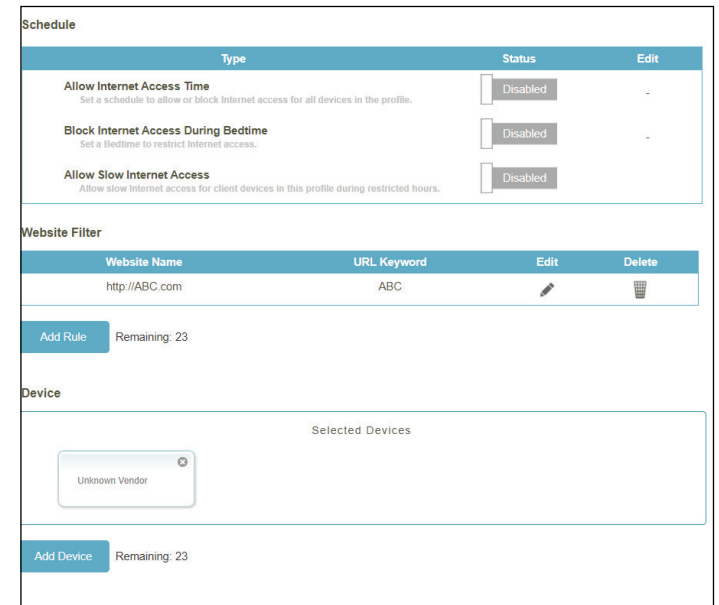 Schedule
Type Status Edit
Allow Internet Access Time Disabled -
Set a schedule to allow or block Internet access for all devices in the profile.
Block Internet Access During Bedtime Disabled -
Set a Bedtime to restrict Internet access.
Allow Slow Internet Access Disabled
Allow slow Internet access for client devices in this profile during restricted hours.
Website Filter
Website Name URL Keyword Edit Delete
http://ABC.com ABC
Add Rule Remaining: 23
Device
Selected Devices
Unknown Vendor
Add Device Remaining: 23